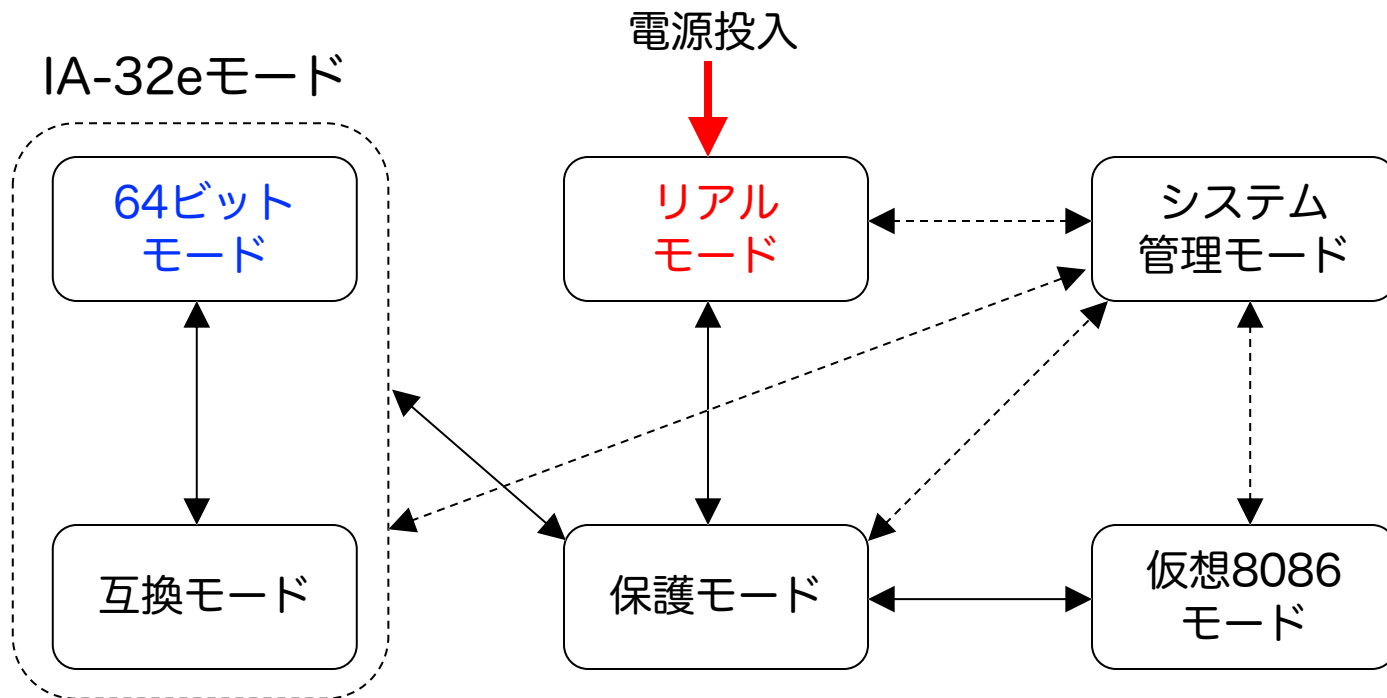 電源投入
IA-32eモード
64ビット
モード
リアル
モード
システム
管理モード
互換モード
保護モード
仮想8086
モード